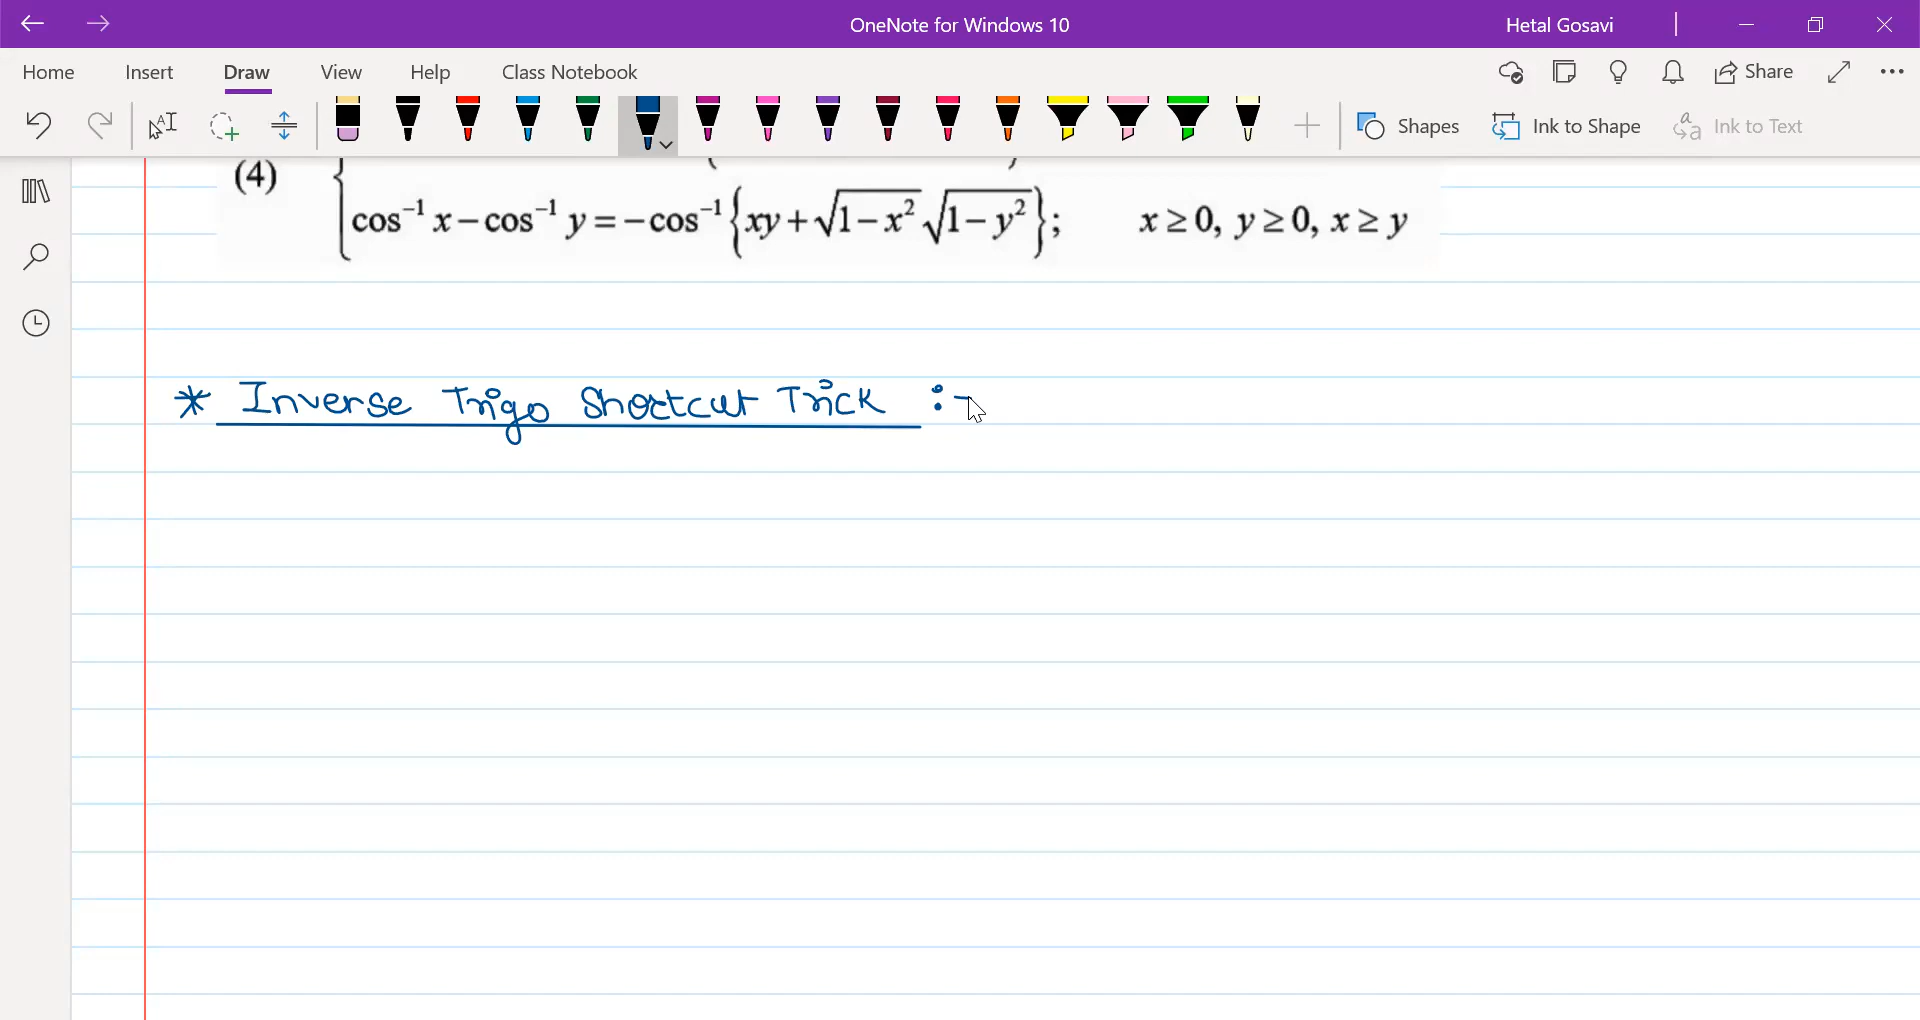 OneNote for Windows 10
Hetal Gosavi
Home Insert Draw View Help Class Notebook
Share
Shapes Ink to Shape Ink to Text
(4)
cos⁻¹ x − cos⁻¹ y = − cos⁻¹ {xy + √1 − x² √1 − y²}; x ≥ 0, y ≥ 0, x ≥ y
* Inverse Trigo Shortcut Trick :-